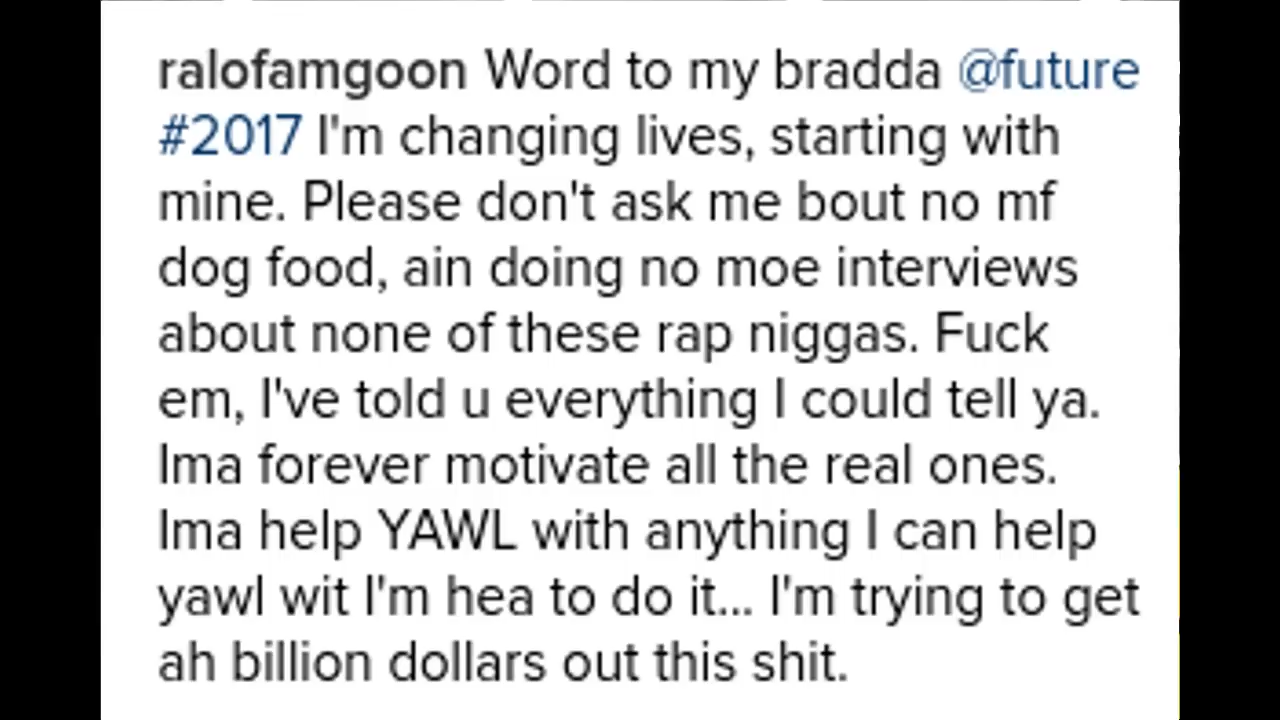 ralofamgoon Word to my bradda @future
#2017 I'm changing lives, starting with
mine. Please don't ask me bout no mf
dog food, ain doing no moe interviews
about none of these rap niggas. Fuck
em, I've told u everything I could tell ya.
Ima forever motivate all the real ones.
Ima help YAWL with anything I can help
yawl wit I'm hea to do it... I'm trying to get
ah billion dollars out this shit.